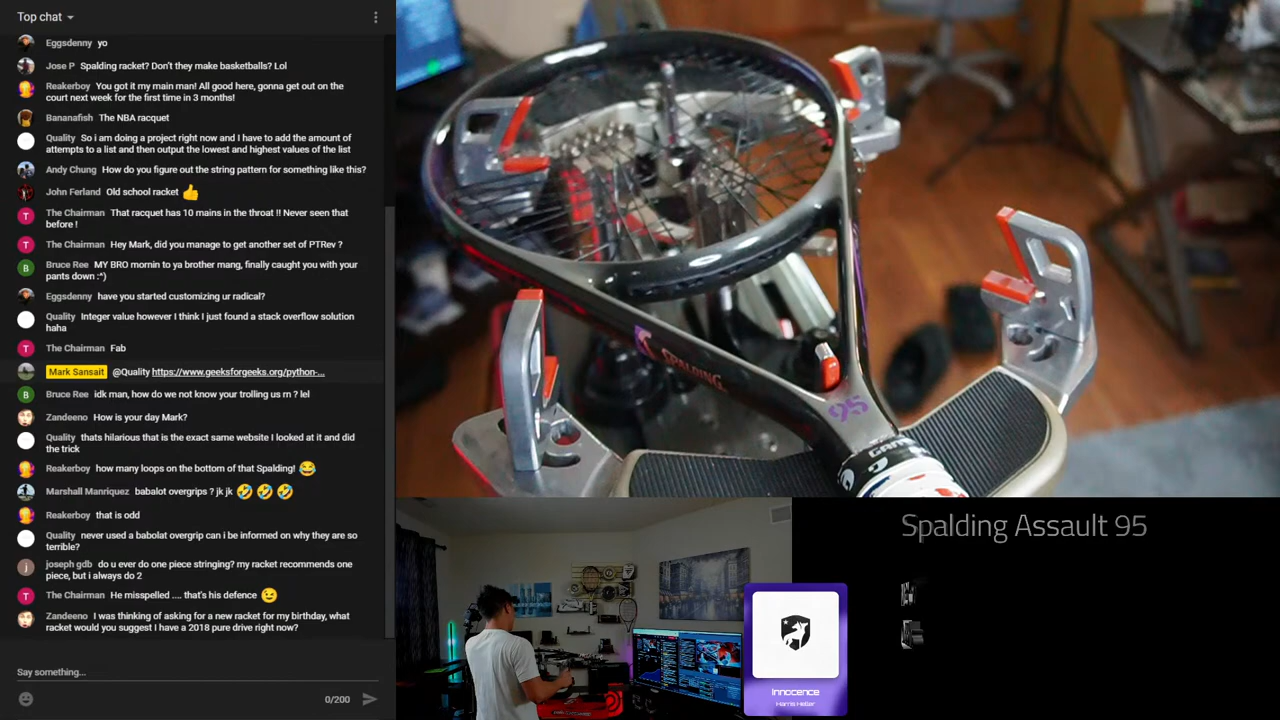 Top chat
Eggsdenny yo
Jose P Spalding racket? Don't they make basketballs? Lol
Reakerboy You got it my main man! All good here, gonna get out on the
court next week for the first time in 3 months!
Bananafish The NBA racquet
Quality So i am doing a project right now and I have to add the amount of
attempts to a list and then output the lowest and highest values of the list
Andy Chung How do you figure out the string pattern for something like this?
John Ferland Old school racket 👍
T The Chairman That racquet has 10 mains in the throat !! Never seen that
before !
T The Chairman Hey Mark, did you manage to get another set of PTRev ?
B Bruce Ree MY BRO mornin to ya brother mang, finally caught you with your
pants down :^)
Eggsdenny have you started customizing ur radical?
Quality Integer value however I think I just found a stack overflow solution
haha
T The Chairman Fab
Mark Sansait @Quality https://www.geeksforgeeks.org/python-...
B Bruce Ree idk man, how do we not know your trolling us rn ? lel
Zandeeno How is your day Mark?
Quality thats hilarious that is the exact same website I looked at it and did
the trick
Reakerboy how many loops on the bottom of that Spalding! 😂
Marshall Manriquez babalot overgrips ? jk jk 🤣 🤣 🤣
Reakerboy that is odd
Quality never used a babolat overgrip can i be informed on why they are so
terrible?
j joseph gdb do u ever do one piece stringing? my racket recommends one
piece, but i always do 2
T The Chairman He misspelled .... that's his defence 😉
Zandeeno I was thinking of asking for a new racket for my birthday, what
racket would you suggest I have a 2018 pure drive right now?
Say something...
0/200
SPALDING
95
GAMMA
Spalding Assault 95
Innocence
Harris Heller